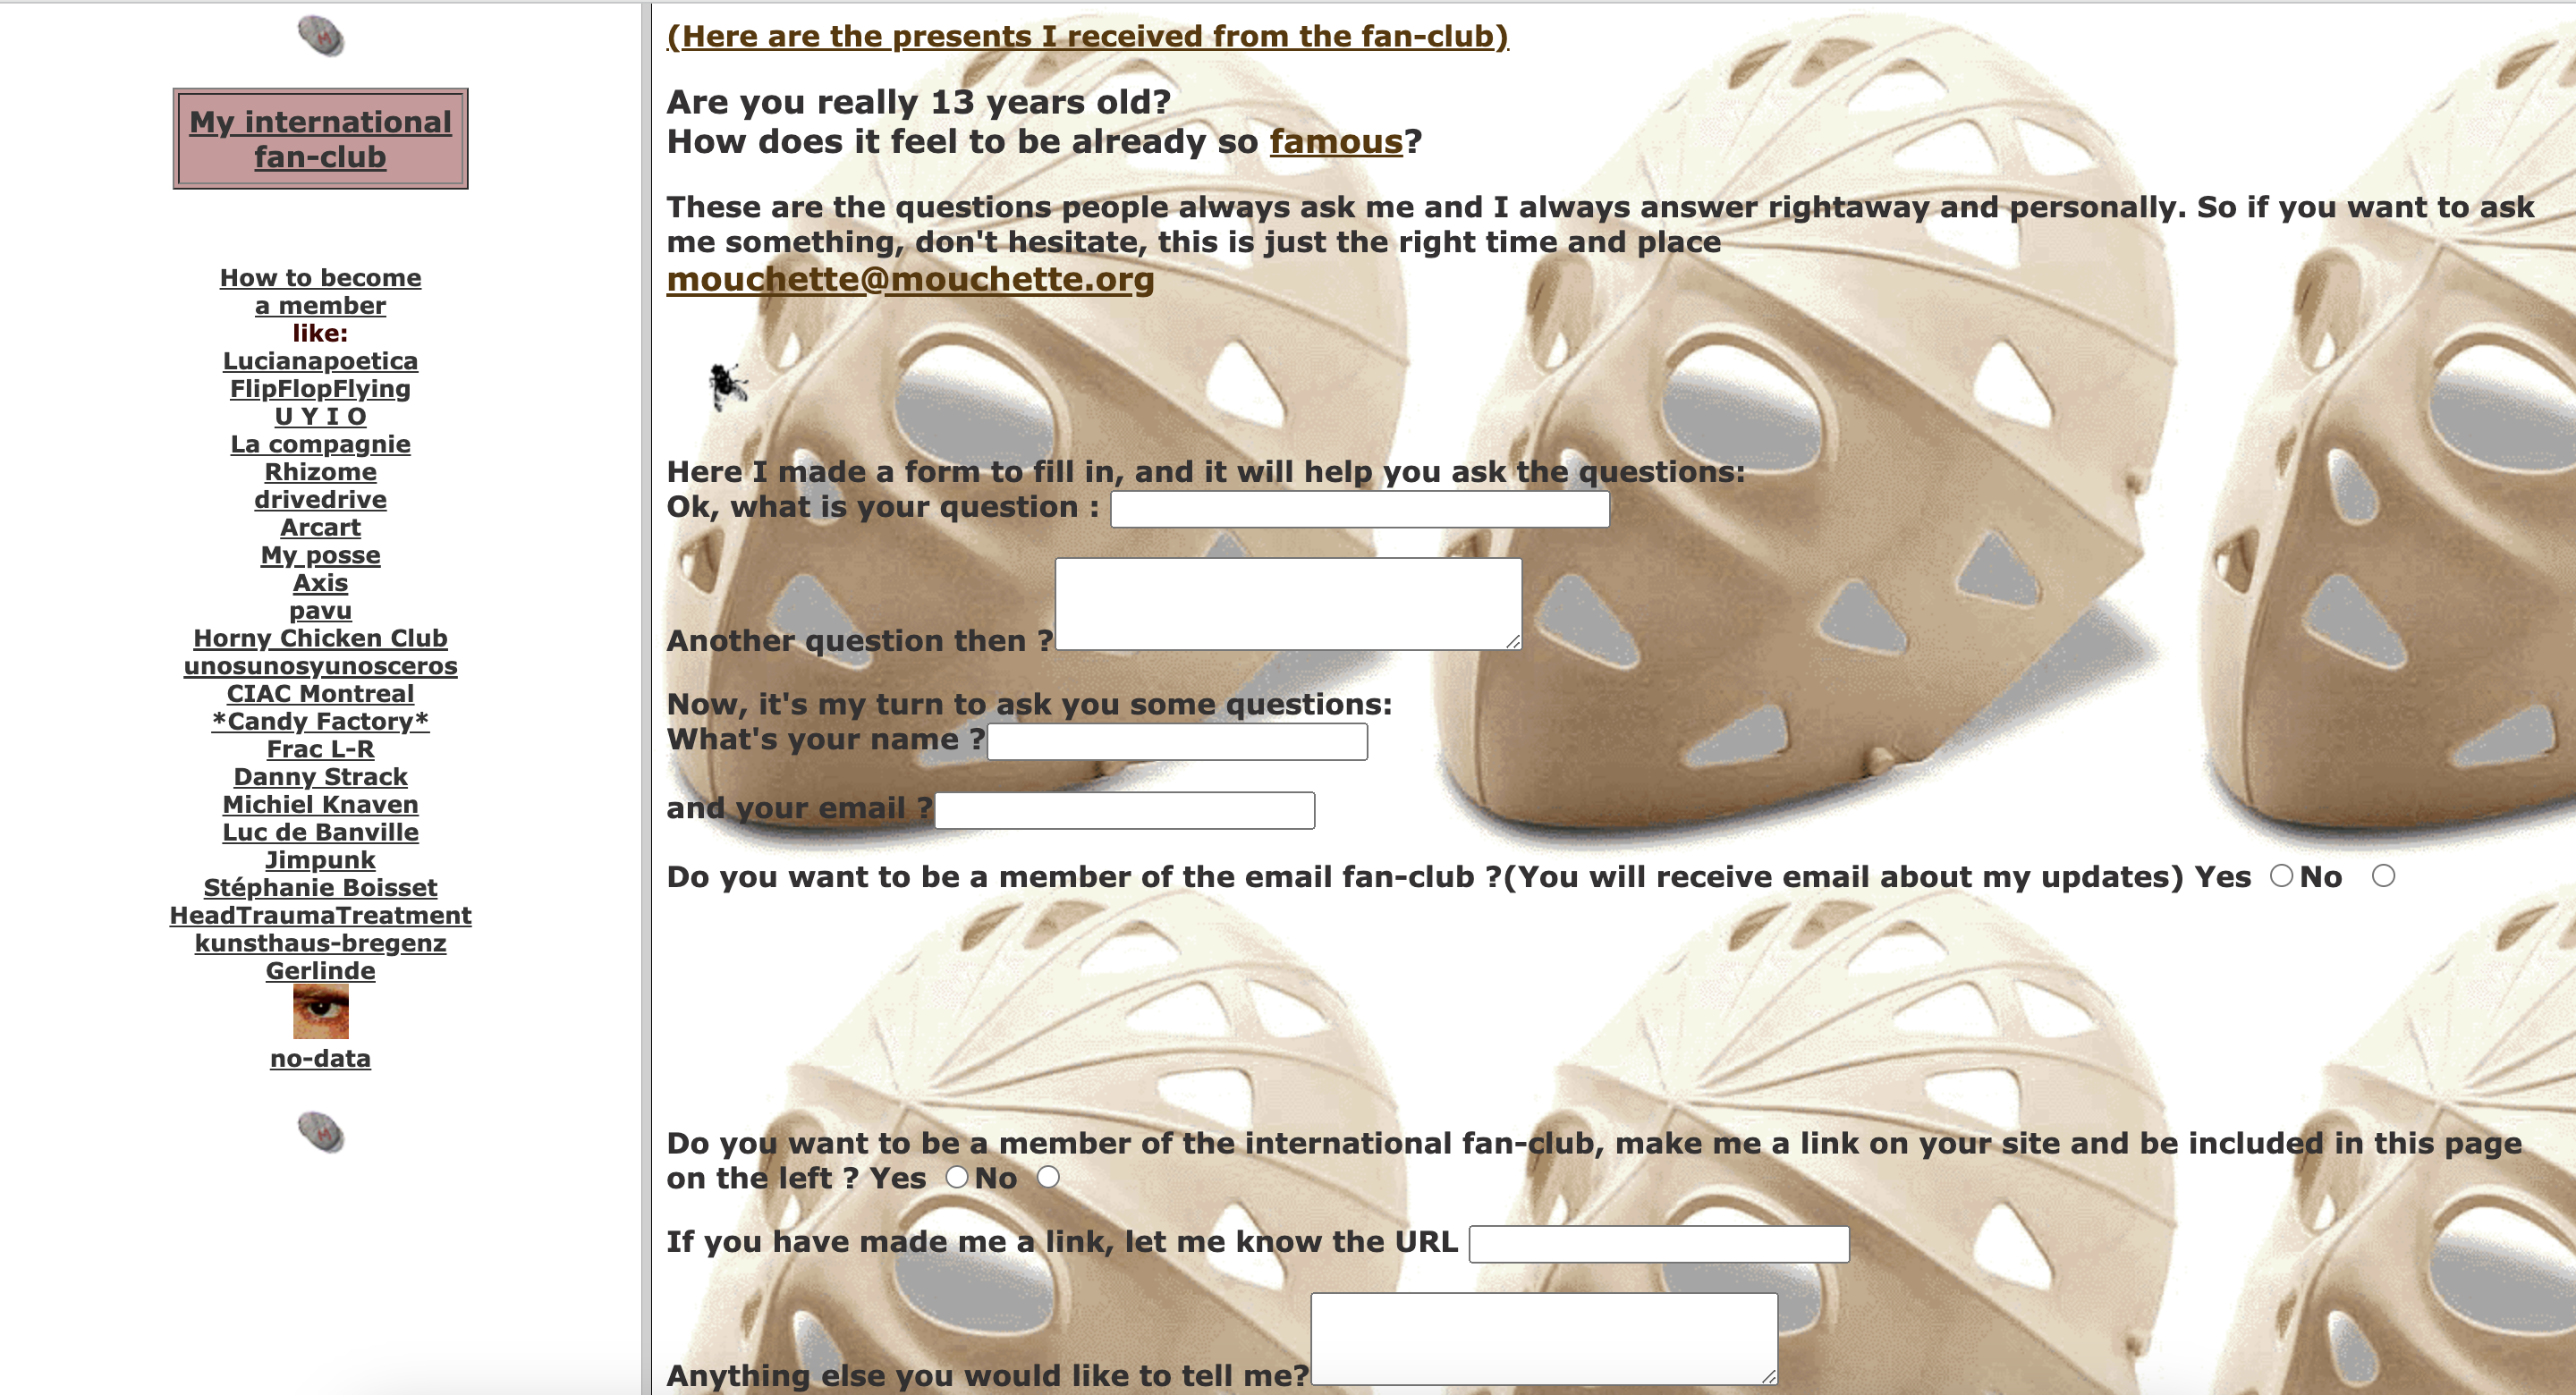 My international
fan-club
How to become
a member
like:
Lucianapoetica
FlipFlopFlying
U Y I O
La compagnie
Rhizome
drivedrive
Arcart
My posse
Axis
pavu
Horny Chicken Club
unosunosyunosceros
CIAC Montreal
*Candy Factory*
Frac L-R
Danny Strack
Michiel Knaven
Luc de Banville
Jimpunk
Stéphanie Boisset
HeadTraumaTreatment
kunsthaus-bregenz
Gerlinde
no-data
(Here are the presents I received from the fan-club)
Are you really 13 years old?
How does it feel to be already so famous?
These are the questions people always ask me and I always answer rightaway and personally. So if you want to ask
me something, don't hesitate, this is just the right time and place
mouchette@mouchette.org
Here I made a form to fill in, and it will help you ask the questions:
Ok, what is your question :
Another question then ?
Now, it's my turn to ask you some questions:
What's your name ?
and your email ?
Do you want to be a member of the email fan-club ?(You will receive email about my updates) Yes No
Do you want to be a member of the international fan-club, make me a link on your site and be included in this page
on the left ? Yes No
If you have made me a link, let me know the URL
Anything else you would like to tell me?